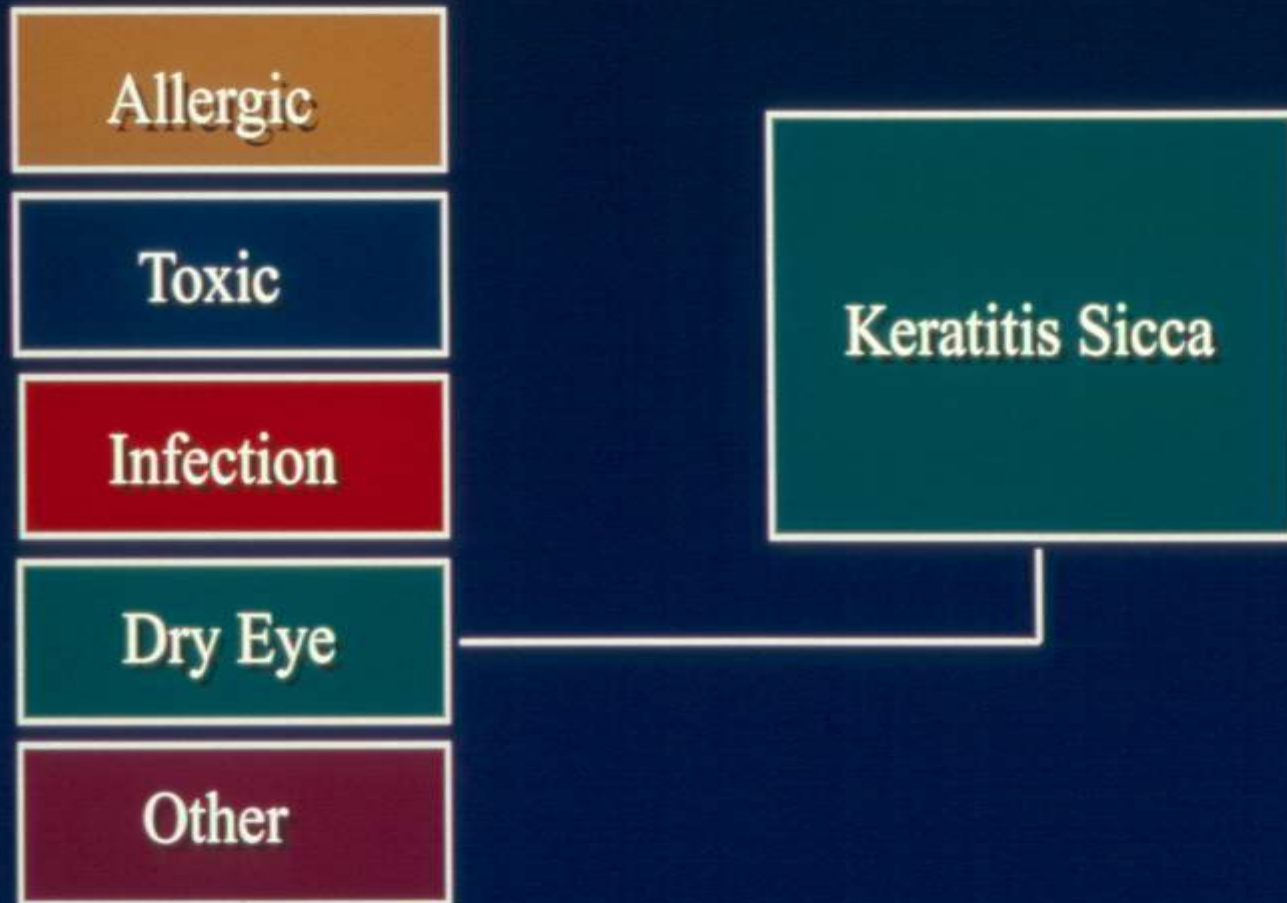 Allergic
Toxic
Infection
Dry Eye
Other
Keratitis Sicca